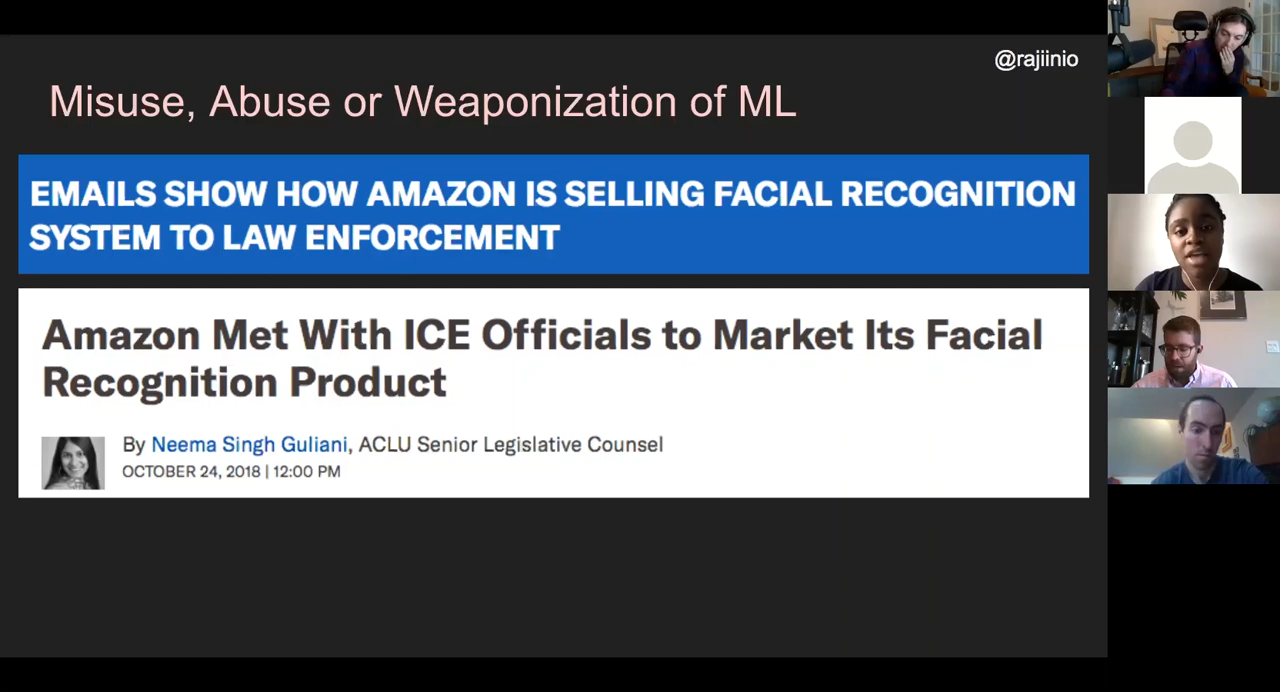 @rajiinio
Misuse, Abuse or Weaponization of ML
EMAILS SHOW HOW AMAZON IS SELLING FACIAL RECOGNITION
SYSTEM TO LAW ENFORCEMENT
Amazon Met With ICE Officials to Market Its Facial
Recognition Product
By Neema Singh Guliani, ACLU Senior Legislative Counsel
OCTOBER 24, 2018 | 12:00 PM